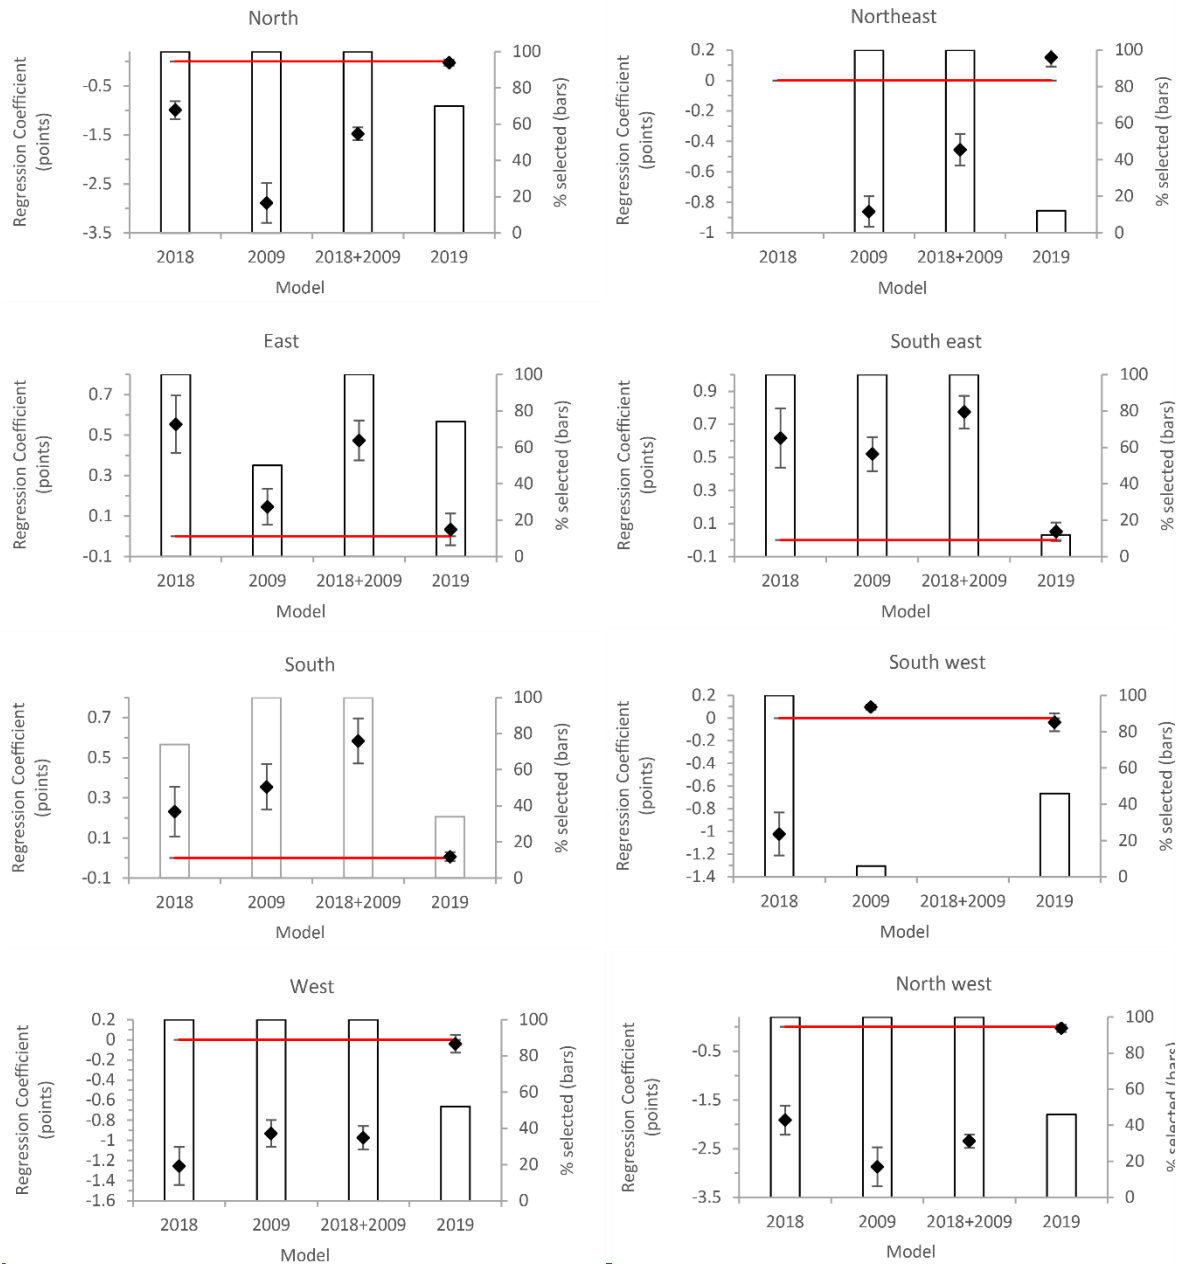 North
Regression Coefficient
(points)
-0.5
-1.5
-2.5
-3.5
100
80
60
40
20
0
% selected (bars)
2018 2009 2018+2009 2019
Model
Northeast
Regression Coefficient
(points)
0.2
0
-0.2
-0.4
-0.6
-0.8
-1
100
80
60
40
20
0
% selected (bars)
2018 2009 2018+2009 2019
Model
East
Regression Coefficient
(points)
0.7
0.5
0.3
0.1
-0.1
100
80
60
40
20
0
% selected (bars)
2018 2009 2018+2009 2019
Model
South east
Regression Coefficient
(points)
0.9
0.7
0.5
0.3
0.1
-0.1
100
80
60
40
20
0
% selected (bars)
2018 2009 2018+2009 2019
Model
South
Regression Coefficient
(points)
0.7
0.5
0.3
0.1
-0.1
100
80
60
40
20
0
% selected (bars)
2018 2009 2018+2009 2019
Model
South west
Regression Coefficient
(points)
0.2
0
-0.2
-0.4
-0.6
-0.8
-1
-1.2
-1.4
100
80
60
40
20
0
% selected (bars)
2018 2009 2018+2009 2019
Model
West
Regression Coefficient
(points)
0.2
0
-0.2
-0.4
-0.6
-0.8
-1
-1.2
-1.4
-1.6
100
80
60
40
20
0
% selected (bars)
2018 2009 2018+2009 2019
Model
North west
Regression Coefficient
(points)
-0.5
-1.5
-2.5
-3.5
100
80
60
40
20
0
% selected (bars)
2018 2009 2018+2009 2019
Model